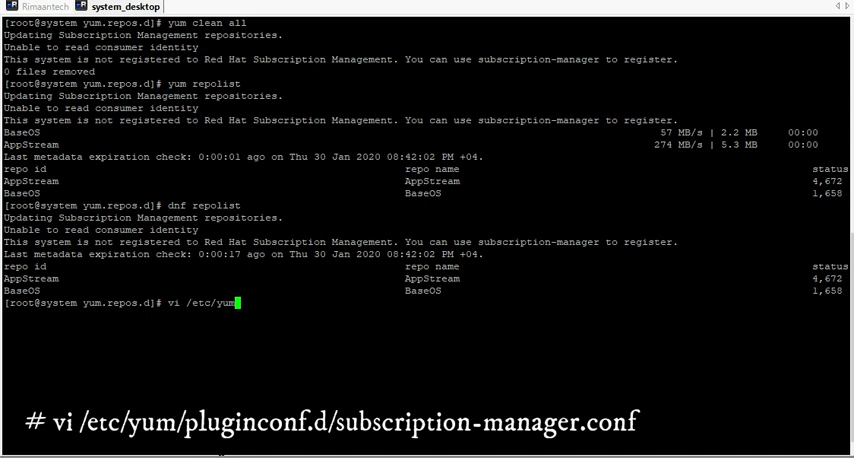 Rimaantech system_desktop
[root@system yum.repos.d]# yum clean all
Updating Subscription Management repositories.
Unable to read consumer identity
This system is not registered to Red Hat Subscription Management. You can use subscription-manager to register.
0 files removed
[root@system yum.repos.d]# yum repolist
Updating Subscription Management repositories.
Unable to read consumer identity
This system is not registered to Red Hat Subscription Management. You can use subscription-manager to register.
BaseOS 57 MB/s | 2.2 MB 00:00
AppStream 274 MB/s | 5.3 MB 00:00
Last metadata expiration check: 0:00:01 ago on Thu 30 Jan 2020 08:42:02 PM +04.
repo id repo name status
AppStream AppStream 4,672
BaseOS BaseOS 1,658
[root@system yum.repos.d]# dnf repolist
Updating Subscription Management repositories.
Unable to read consumer identity
This system is not registered to Red Hat Subscription Management. You can use subscription-manager to register.
Last metadata expiration check: 0:00:17 ago on Thu 30 Jan 2020 08:42:02 PM +04.
repo id repo name status
AppStream AppStream 4,672
BaseOS BaseOS 1,658
[root@system yum.repos.d]# vi /etc/yum
# vi /etc/yum/pluginconf.d/subscription-manager.conf